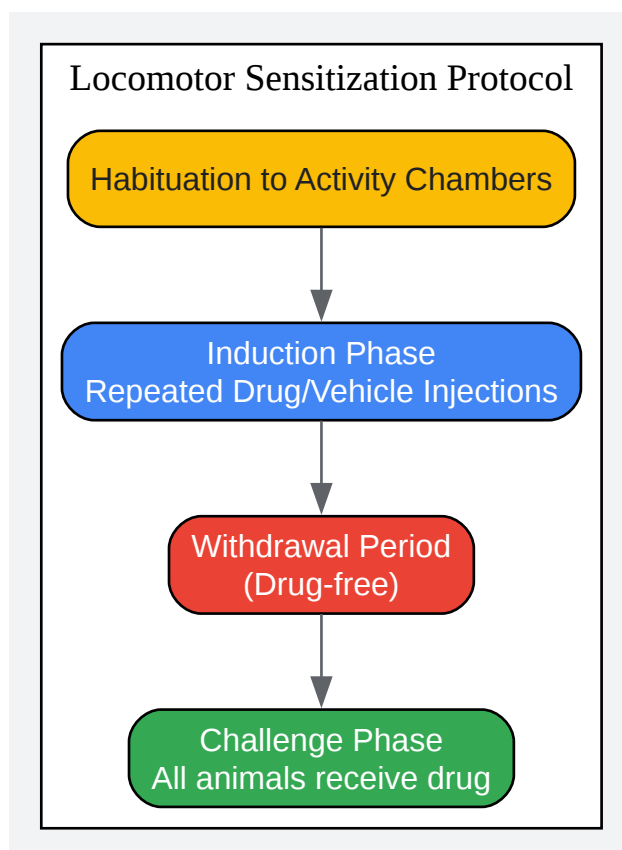 Locomotor Sensitization Protocol
Habituation to Activity Chambers
Induction Phase
Repeated Drug/Vehicle Injections
Withdrawal Period
(Drug-free)
Challenge Phase
All animals receive drug